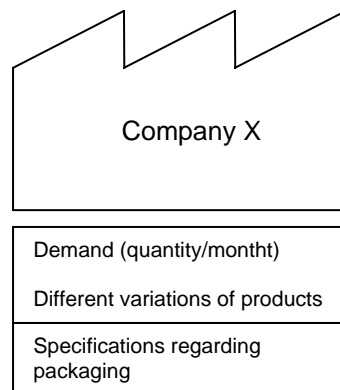 Company X
Demand (quantity/montht)
Different variations of products
Specifications regarding
packaging